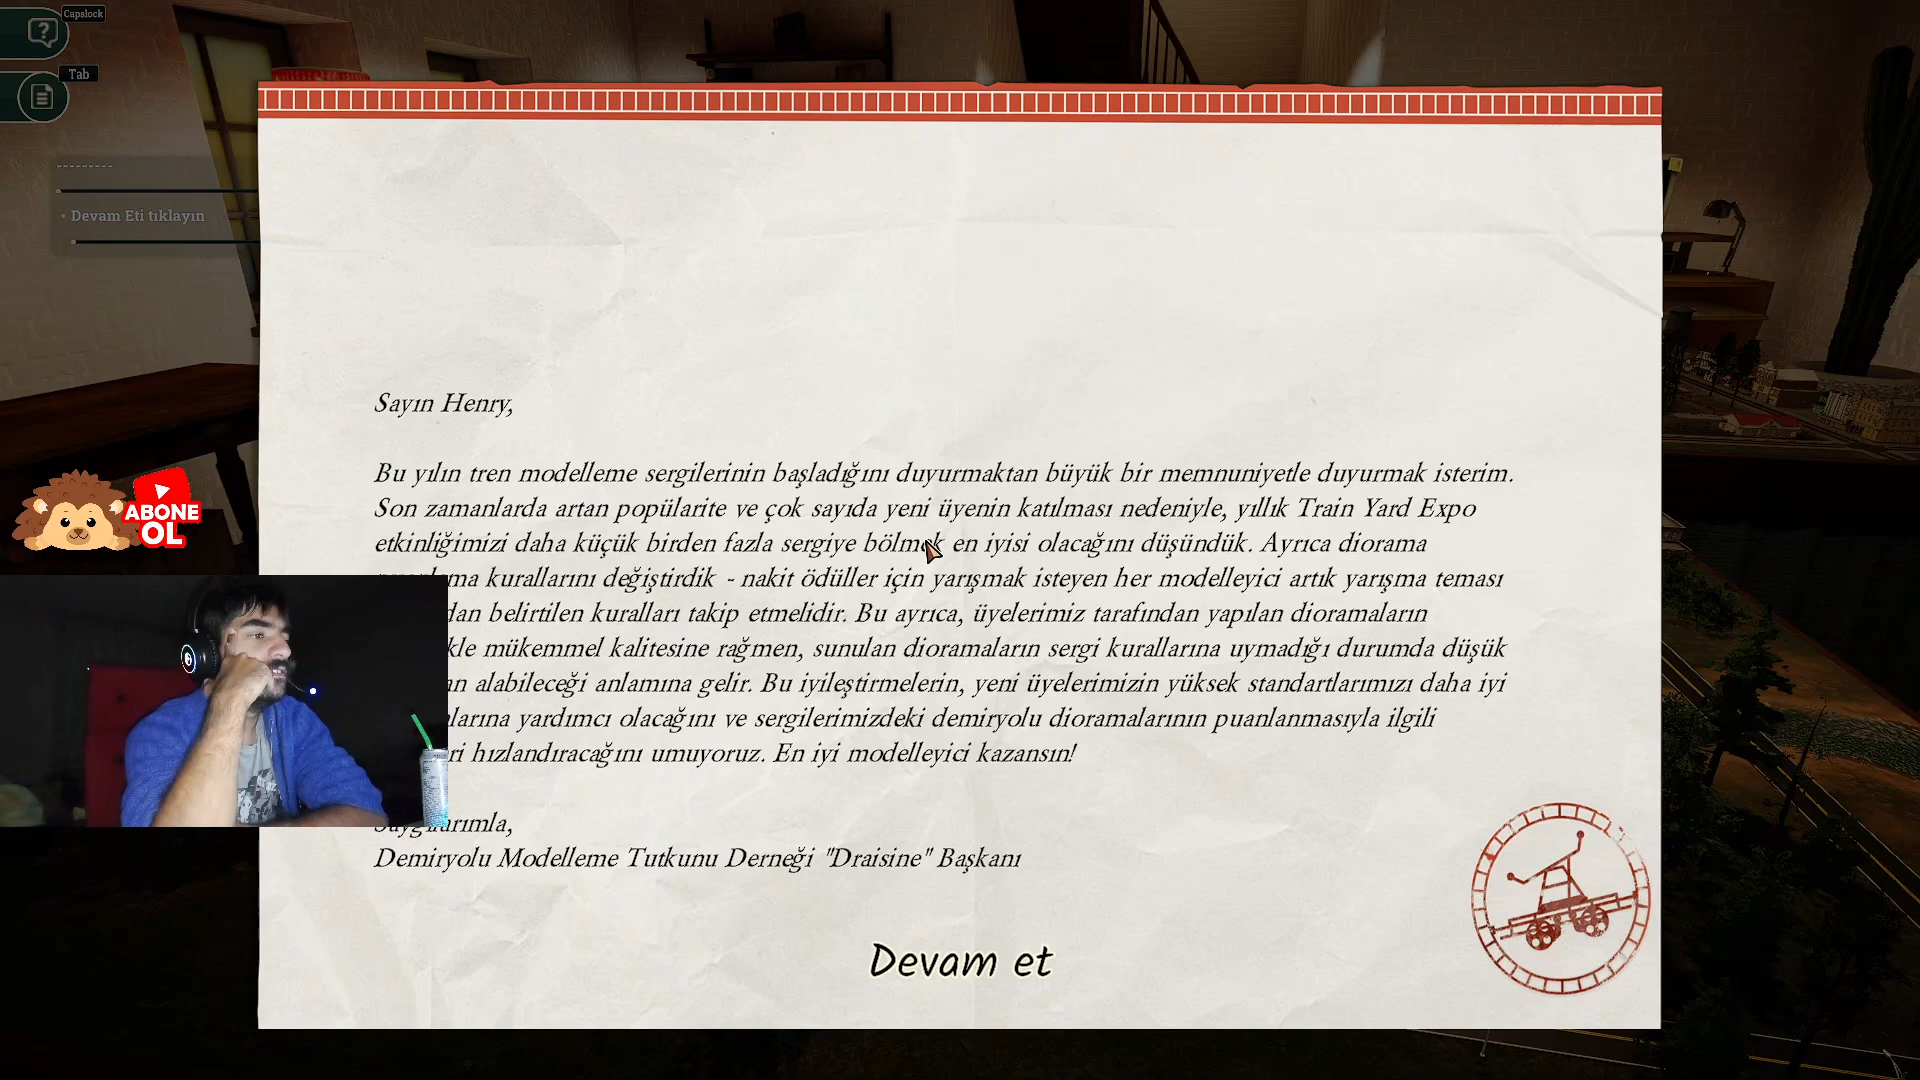 Capslock
Tab
---------
Devam Eti tıklayın
Sayın Henry,
Bu yılın tren modelleme sergilerinin başladığını duyurmaktan büyük bir memnuniyetle duyurmak isterim.
Son zamanlarda artan popülarite ve çok sayıda yeni üyenin katılması nedeniyle, yıllık Train Yard Expo
etkinliğimizi daha küçük birden fazla sergiye bölmek en iyisi olacağını düşündük. Ayrıca diorama
kurallarını değiştirdik - nakit ödüller için yarışmak isteyen her modelleyici artık yarışma teması
belirtilen kuralları takip etmelidir. Bu ayrıca, üyelerimiz tarafından yapılan dioramaların
mükemmel kalitesine rağmen, sunulan dioramaların sergi kurallarına uymadığı durumda düşük
alabileceği anlamına gelir. Bu iyileştirmelerin, yeni üyelerimizin yüksek standartlarımızı daha iyi
yardımcı olacağını ve sergilerimizdeki demiryolu dioramalarının puanlanmasıyla ilgili
hızlandıracağını umuyoruz. En iyi modelleyici kazansın!
ABONE
OL
Saygılarımla,
Demiryolu Modelleme Tutkunu Derneği "Draisine" Başkanı
Devam et